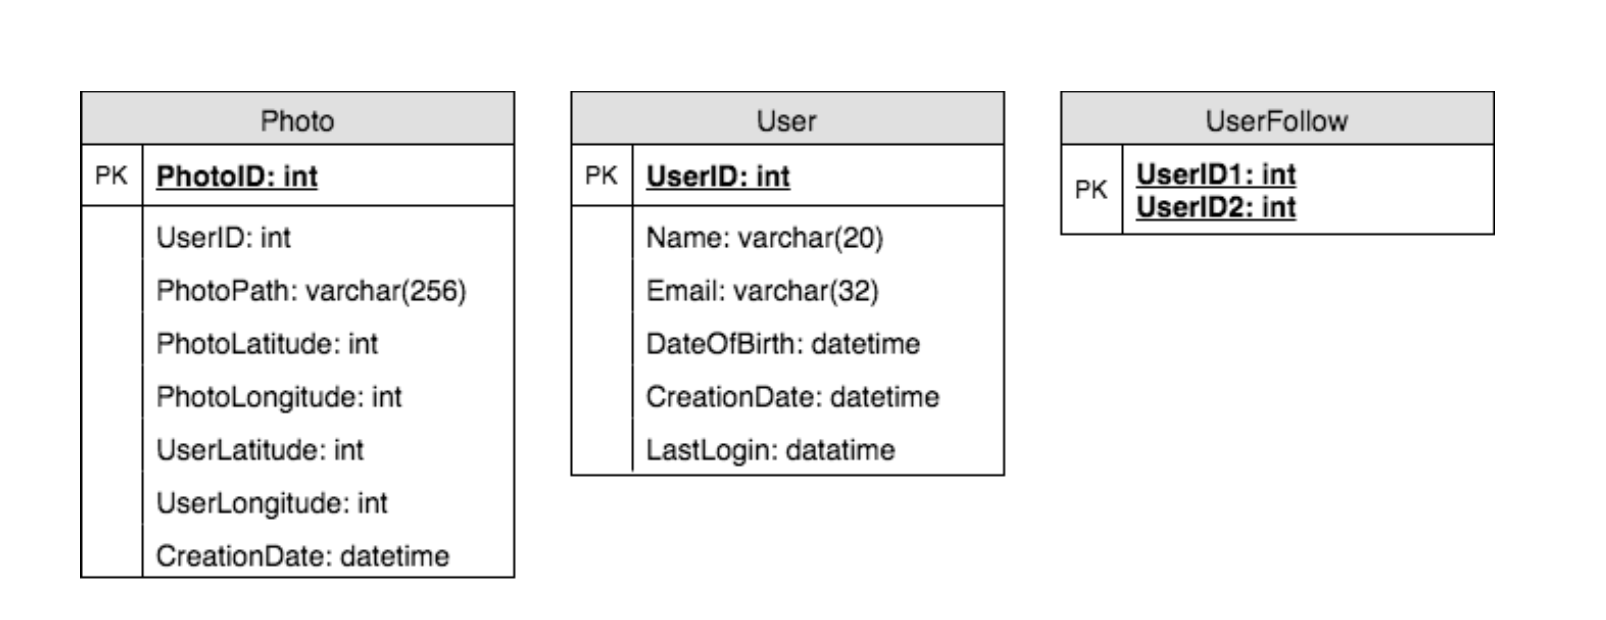 Photo
PK
PhotoID: int
UserID: int
PhotoPath: varchar(256)
PhotoLatitude: int
PhotoLongitude: int
UserLatitude: int
UserLongitude: int
CreationDate: datetime
User
PK
UserID: int
Name: varchar(20)
Email: varchar(32)
DateOfBirth: datetime
CreationDate: datetime
LastLogin: datatime
UserFollow
PK
UserID1: int
UserID2: int